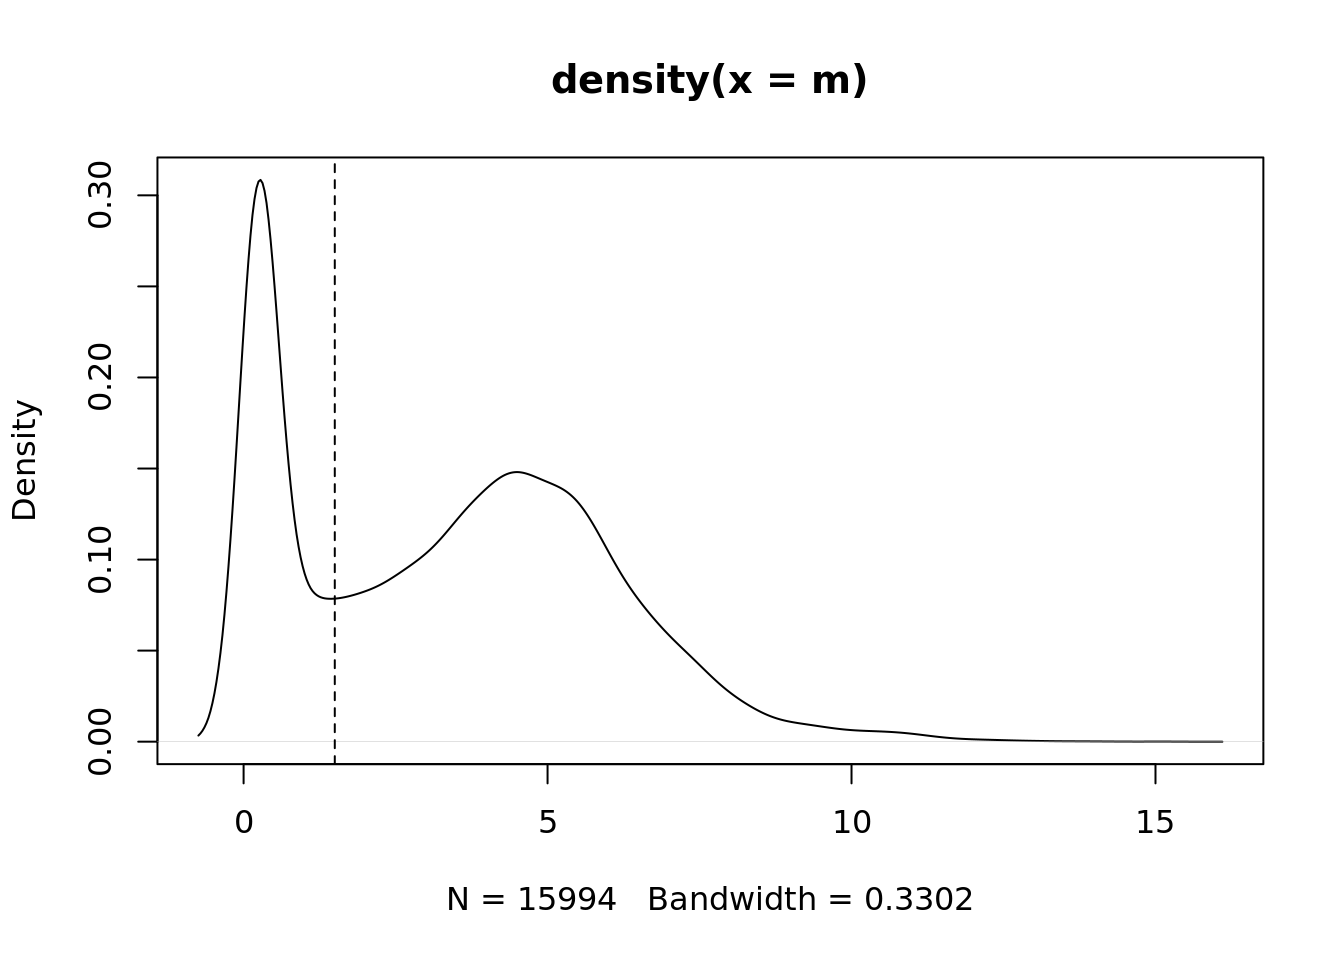 density(x = m)
Density
0.30
0.20
0.10
0.00
0 5 10 15
N = 15994 Bandwidth = 0.3302